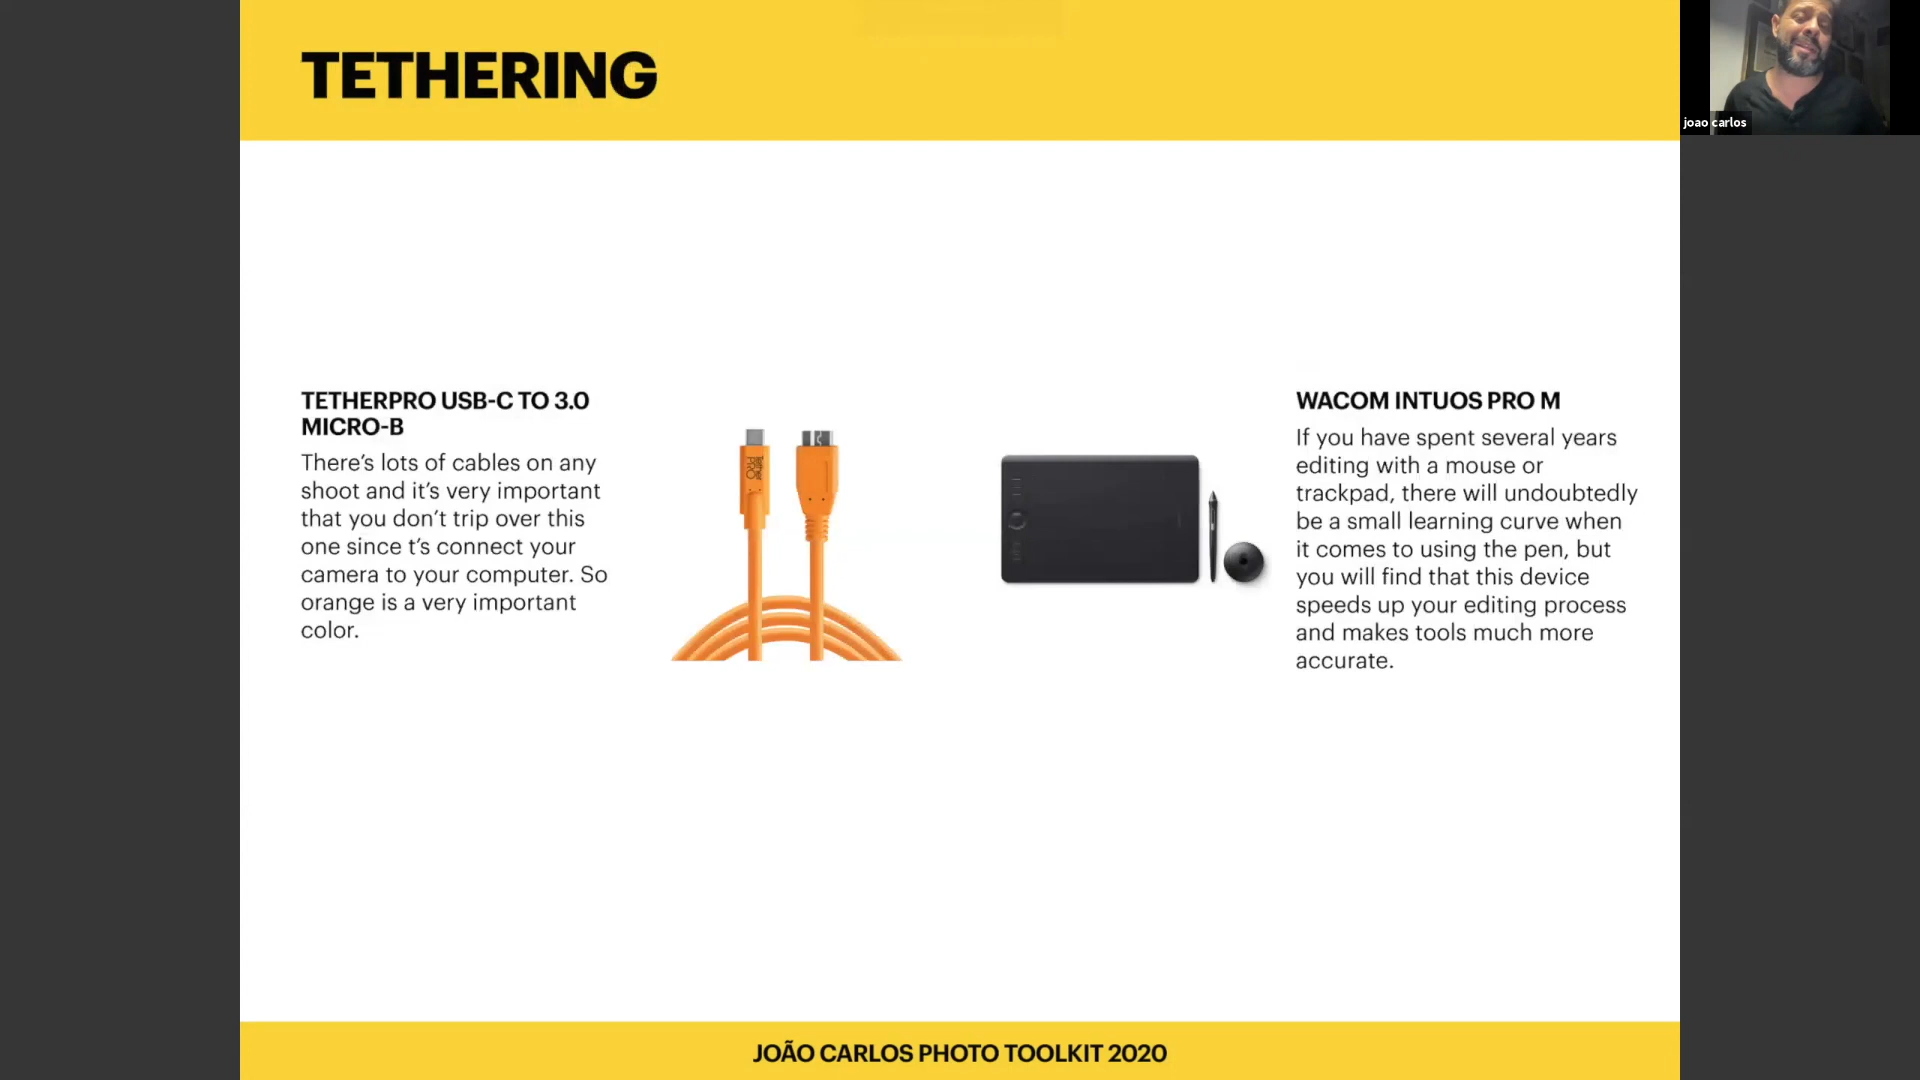 TETHERING
joao carlos
TETHERPRO USB-C TO 3.0
MICRO-B
There's lots of cables on any
shoot and it's very important
that you don't trip over this
one since t's connect your
camera to your computer. So
orange is a very important
color.
Tether
PRO
WACOM INTUOS PRO M
If you have spent several years
editing with a mouse or
trackpad, there will undoubtedly
be a small learning curve when
it comes to using the pen, but
you will find that this device
speeds up your editing process
and makes tools much more
accurate.
JOÃO CARLOS PHOTO TOOLKIT 2020